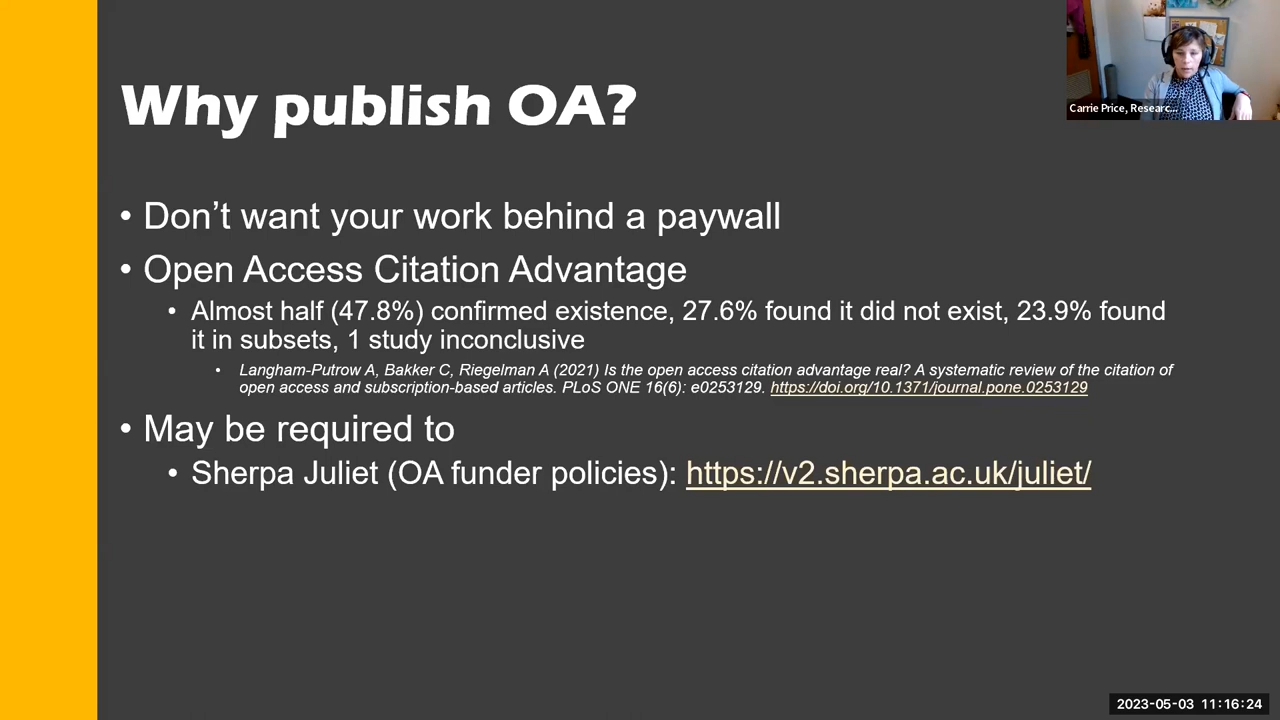 Why publish OA?
Carrie Price, Researc...
• Don’t want your work behind a paywall
• Open Access Citation Advantage
• Almost half (47.8%) confirmed existence, 27.6% found it did not exist, 23.9% found
it in subsets, 1 study inconclusive
• Langham-Putrow A, Bakker C, Riegelman A (2021) Is the open access citation advantage real? A systematic review of the citation of
open access and subscription-based articles. PLoS ONE 16(6): e0253129. https://doi.org/10.1371/journal.pone.0253129
• May be required to
• Sherpa Juliet (OA funder policies): https://v2.sherpa.ac.uk/juliet/
2023-05-03 11:16:24